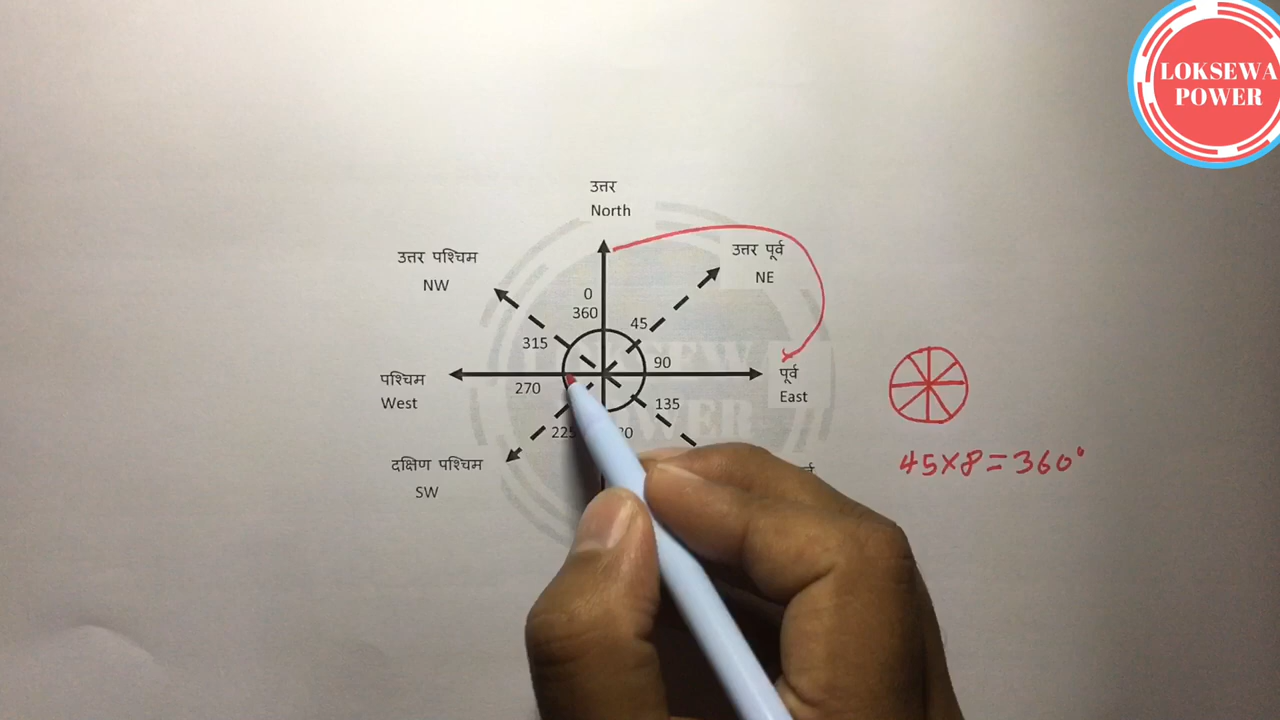 LOKSEWA
POWER
उत्तर
North
उत्तर पश्चिम
NW
उत्तर पूर्व
NE
0
360
45
315
90
पश्चिम
West
270
पूर्व
East
135
225
दक्षिण पश्चिम
SW
45×8=360°
POWER